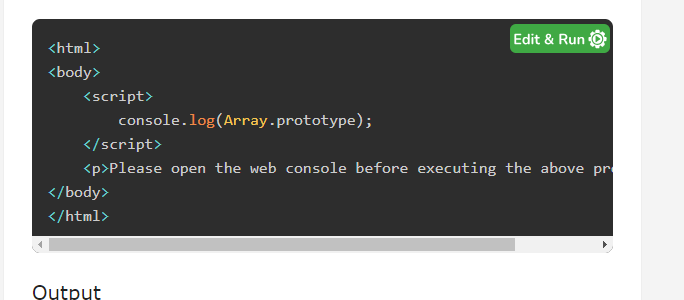 Edit & Run
<html>
<body>
<script>
console.log(Array.prototype);
</script>
<p>Please open the web console before executing the above
</body>
</html>
Output